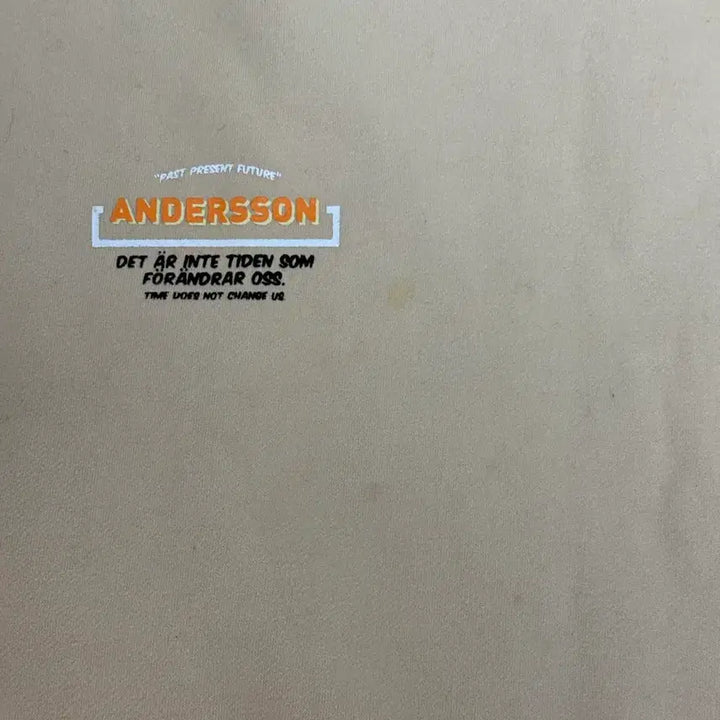 "PAST PRESENT FUTURE"
ANDERSSON
DET ÄR INTE TIDEN SOM
FÖRÄNDRAR OSS.
TIME DOES NOT CHANGE US.